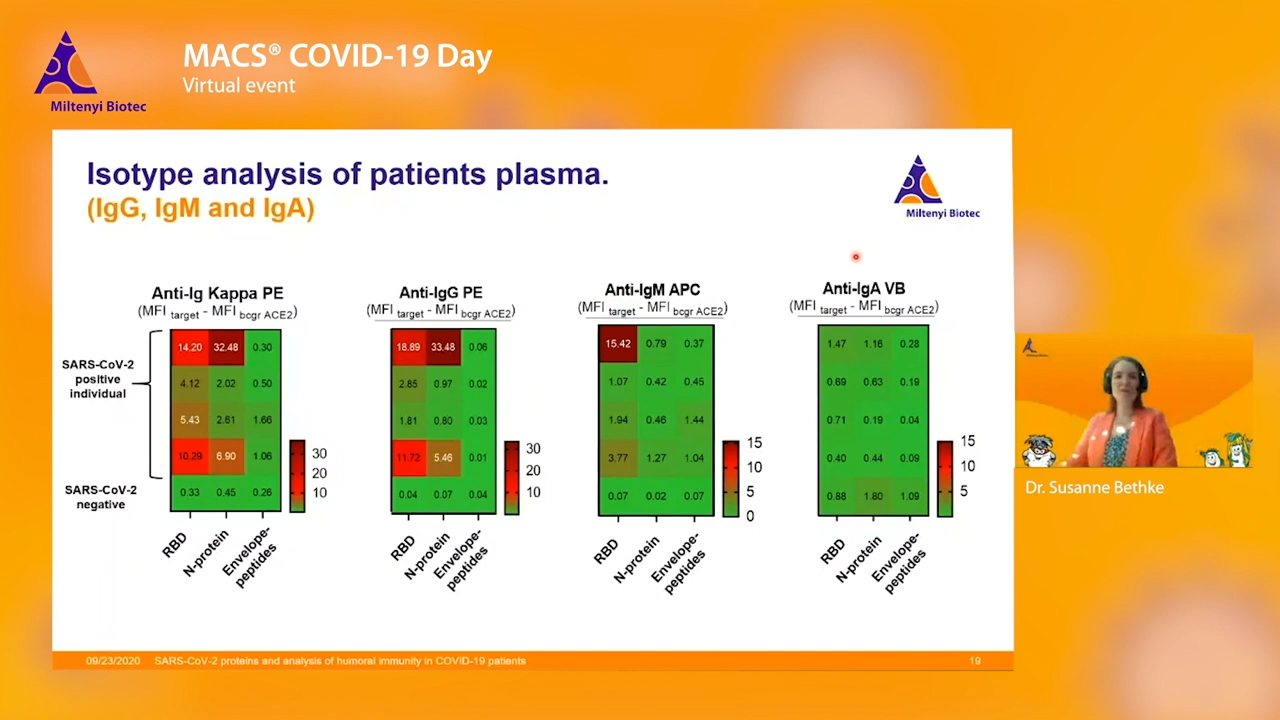 MACS® COVID-19 Day
Virtual event
Miltenyi Biotec
Isotype analysis of patients plasma.
(IgG, IgM and IgA)
Miltenyi Biotec
Anti-Ig Kappa PE
(MFI target - MFI bcgr ACE2)
SARS-CoV-2
positive
individual
SARS-CoV-2
negative
14.20 32.48 0.30
4.12 2.02 0.50
5.43 2.61 1.66
10.29 6.90 1.06
0.33 0.45 0.26
30
20
10
RBD
N-protein
Envelope-
peptides
Anti-IgG PE
(MFI target - MFI bcgr ACE2)
18.89 33.48 0.06
2.85 0.97 0.02
1.81 0.80 0.03
11.72 5.46 0.01
0.04 0.07 0.04
30
20
10
RBD
N-protein
Envelope-
peptides
Anti-IgM APC
(MFI target - MFI bcgr ACE2)
15.42 0.79 0.37
1.07 0.42 0.45
1.94 0.46 1.44
3.77 1.27 1.04
0.07 0.02 0.07
15
10
5
0
RBD
N-protein
Envelope-
peptides
Anti-IgA VB
(MFI target - MFI bcgr ACE2)
1.47 1.16 0.28
0.69 0.63 0.19
0.71 0.19 0.04
0.40 0.44 0.09
0.88 1.80 1.09
15
10
5
RBD
N-protein
Envelope-
peptides
Dr. Susanne Bethke
09/23/2020 SARS-CoV-2 proteins and analysis of humoral immunity in COVID-19 patients 19